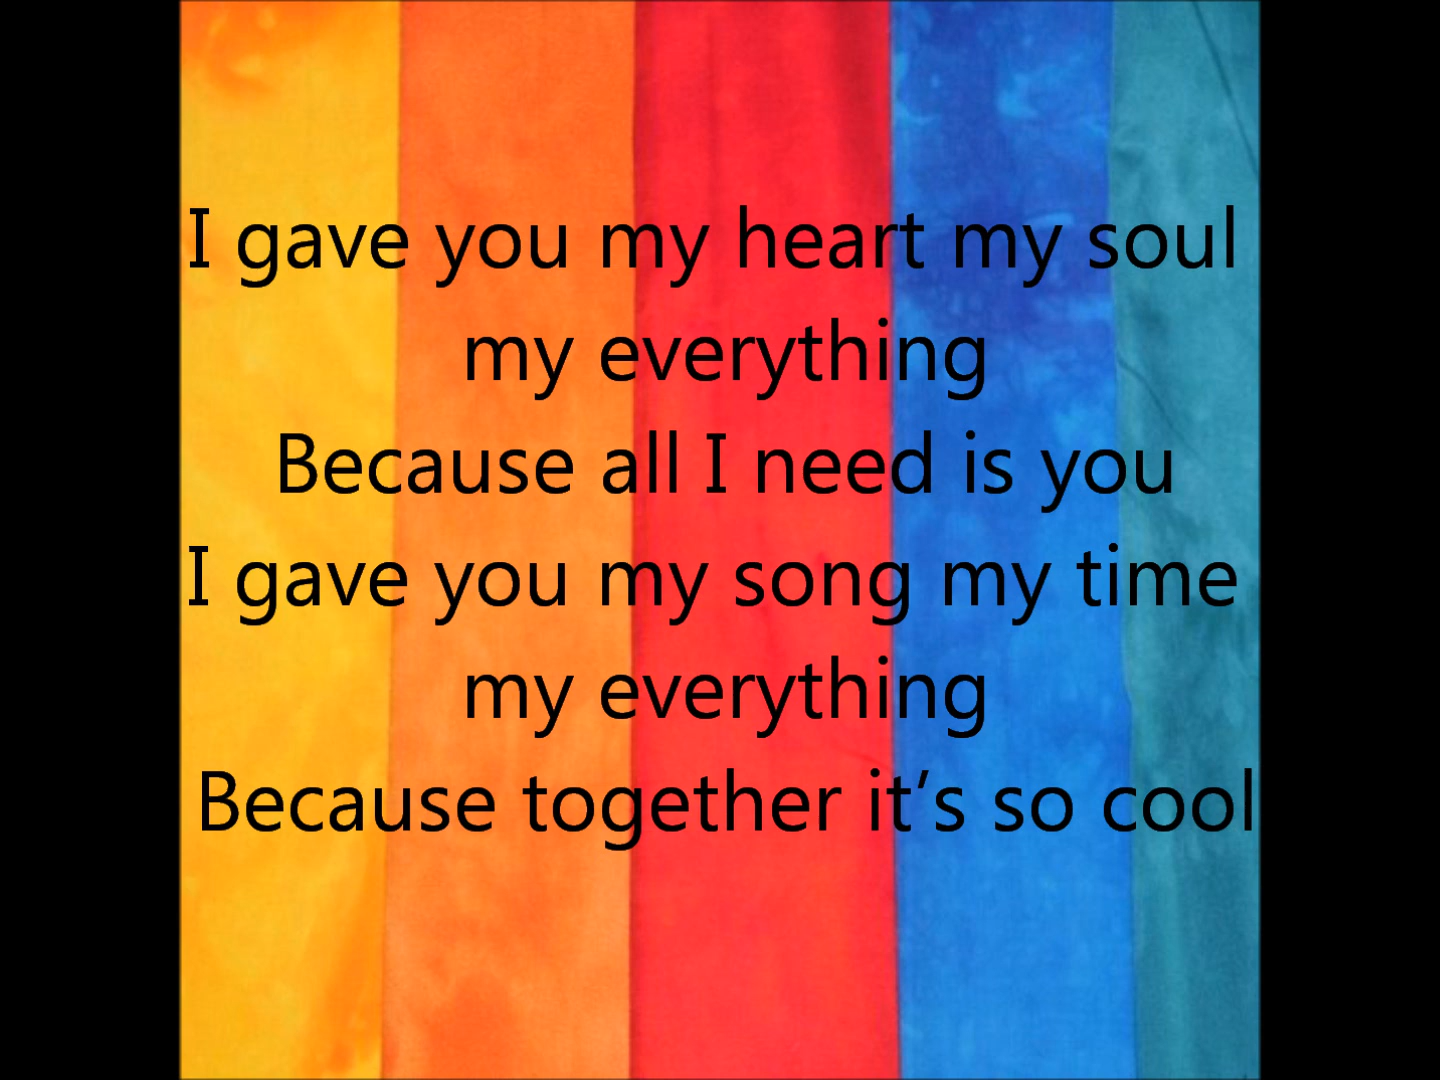 I gave you my heart my soul
my everything
Because all I need is you
I gave you my song my time
my everything
Because together it’s so cool